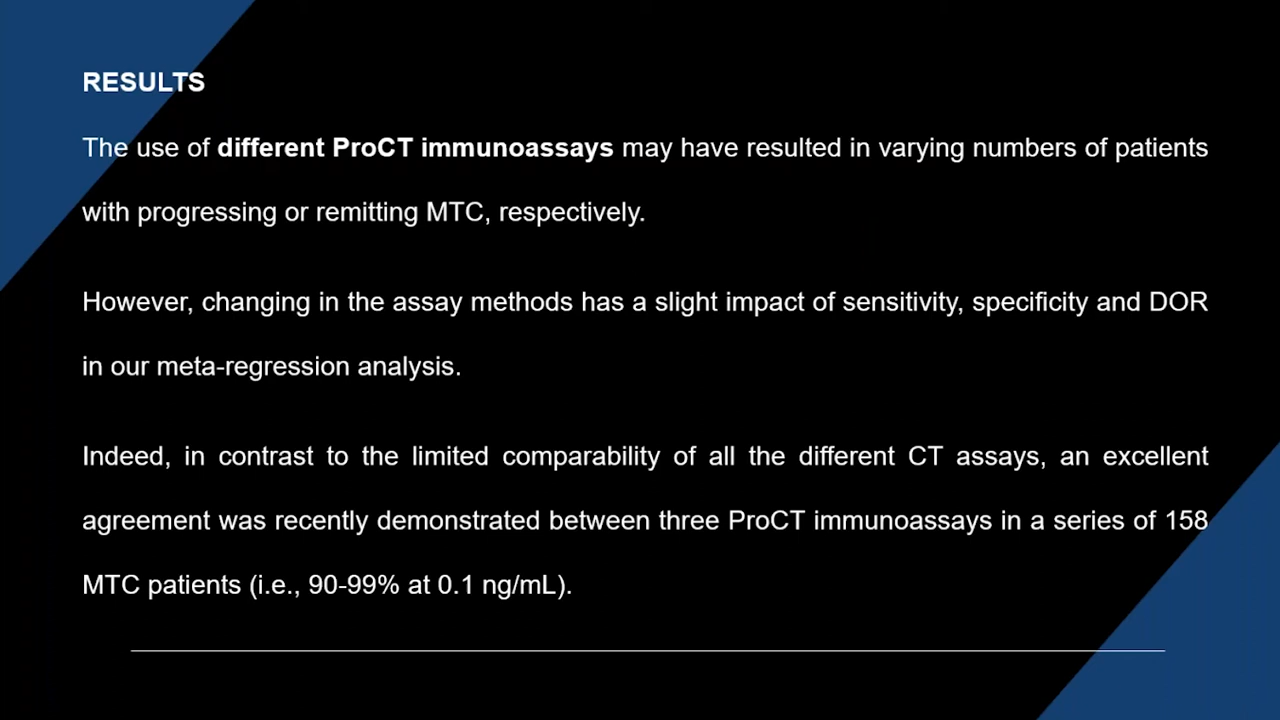 RESULTS
The use of different ProCT immunoassays may have resulted in varying numbers of patients
with progressing or remitting MTC, respectively.
However, changing in the assay methods has a slight impact of sensitivity, specificity and DOR
in our meta-regression analysis.
Indeed, in contrast to the limited comparability of all the different CT assays, an excellent
agreement was recently demonstrated between three ProCT immunoassays in a series of 158
MTC patients (i.e., 90-99% at 0.1 ng/mL).